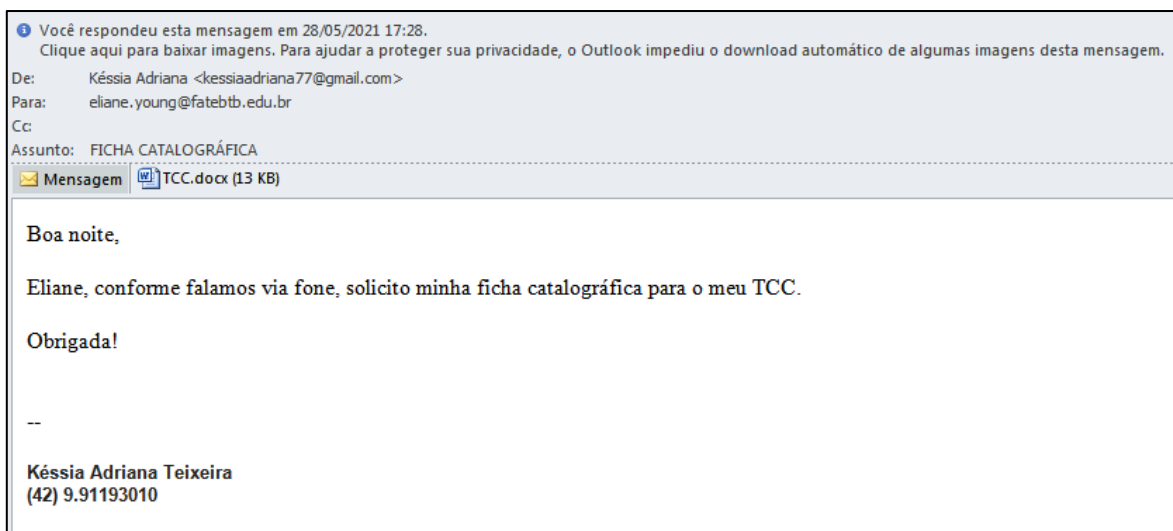 Você respondeu esta mensagem em 28/05/2021 17:28.
Clique aqui para baixar imagens. Para ajudar a proteger sua privacidade, o Outlook impediu o download automático de algumas imagens desta mensagem.
De: Késsia Adriana <kessiaadriana77@gmail.com>
Para: eliane.young@fatebtb.edu.br
Cc:
Assunto: FICHA CATALOGRÁFICA
Mensagem TCC.docx (13 KB)
Boa noite,
Eliane, conforme falamos via fone, solicito minha ficha catalográfica para o meu TCC.
Obrigada!
--
Késsia Adriana Teixeira
(42) 9.91193010